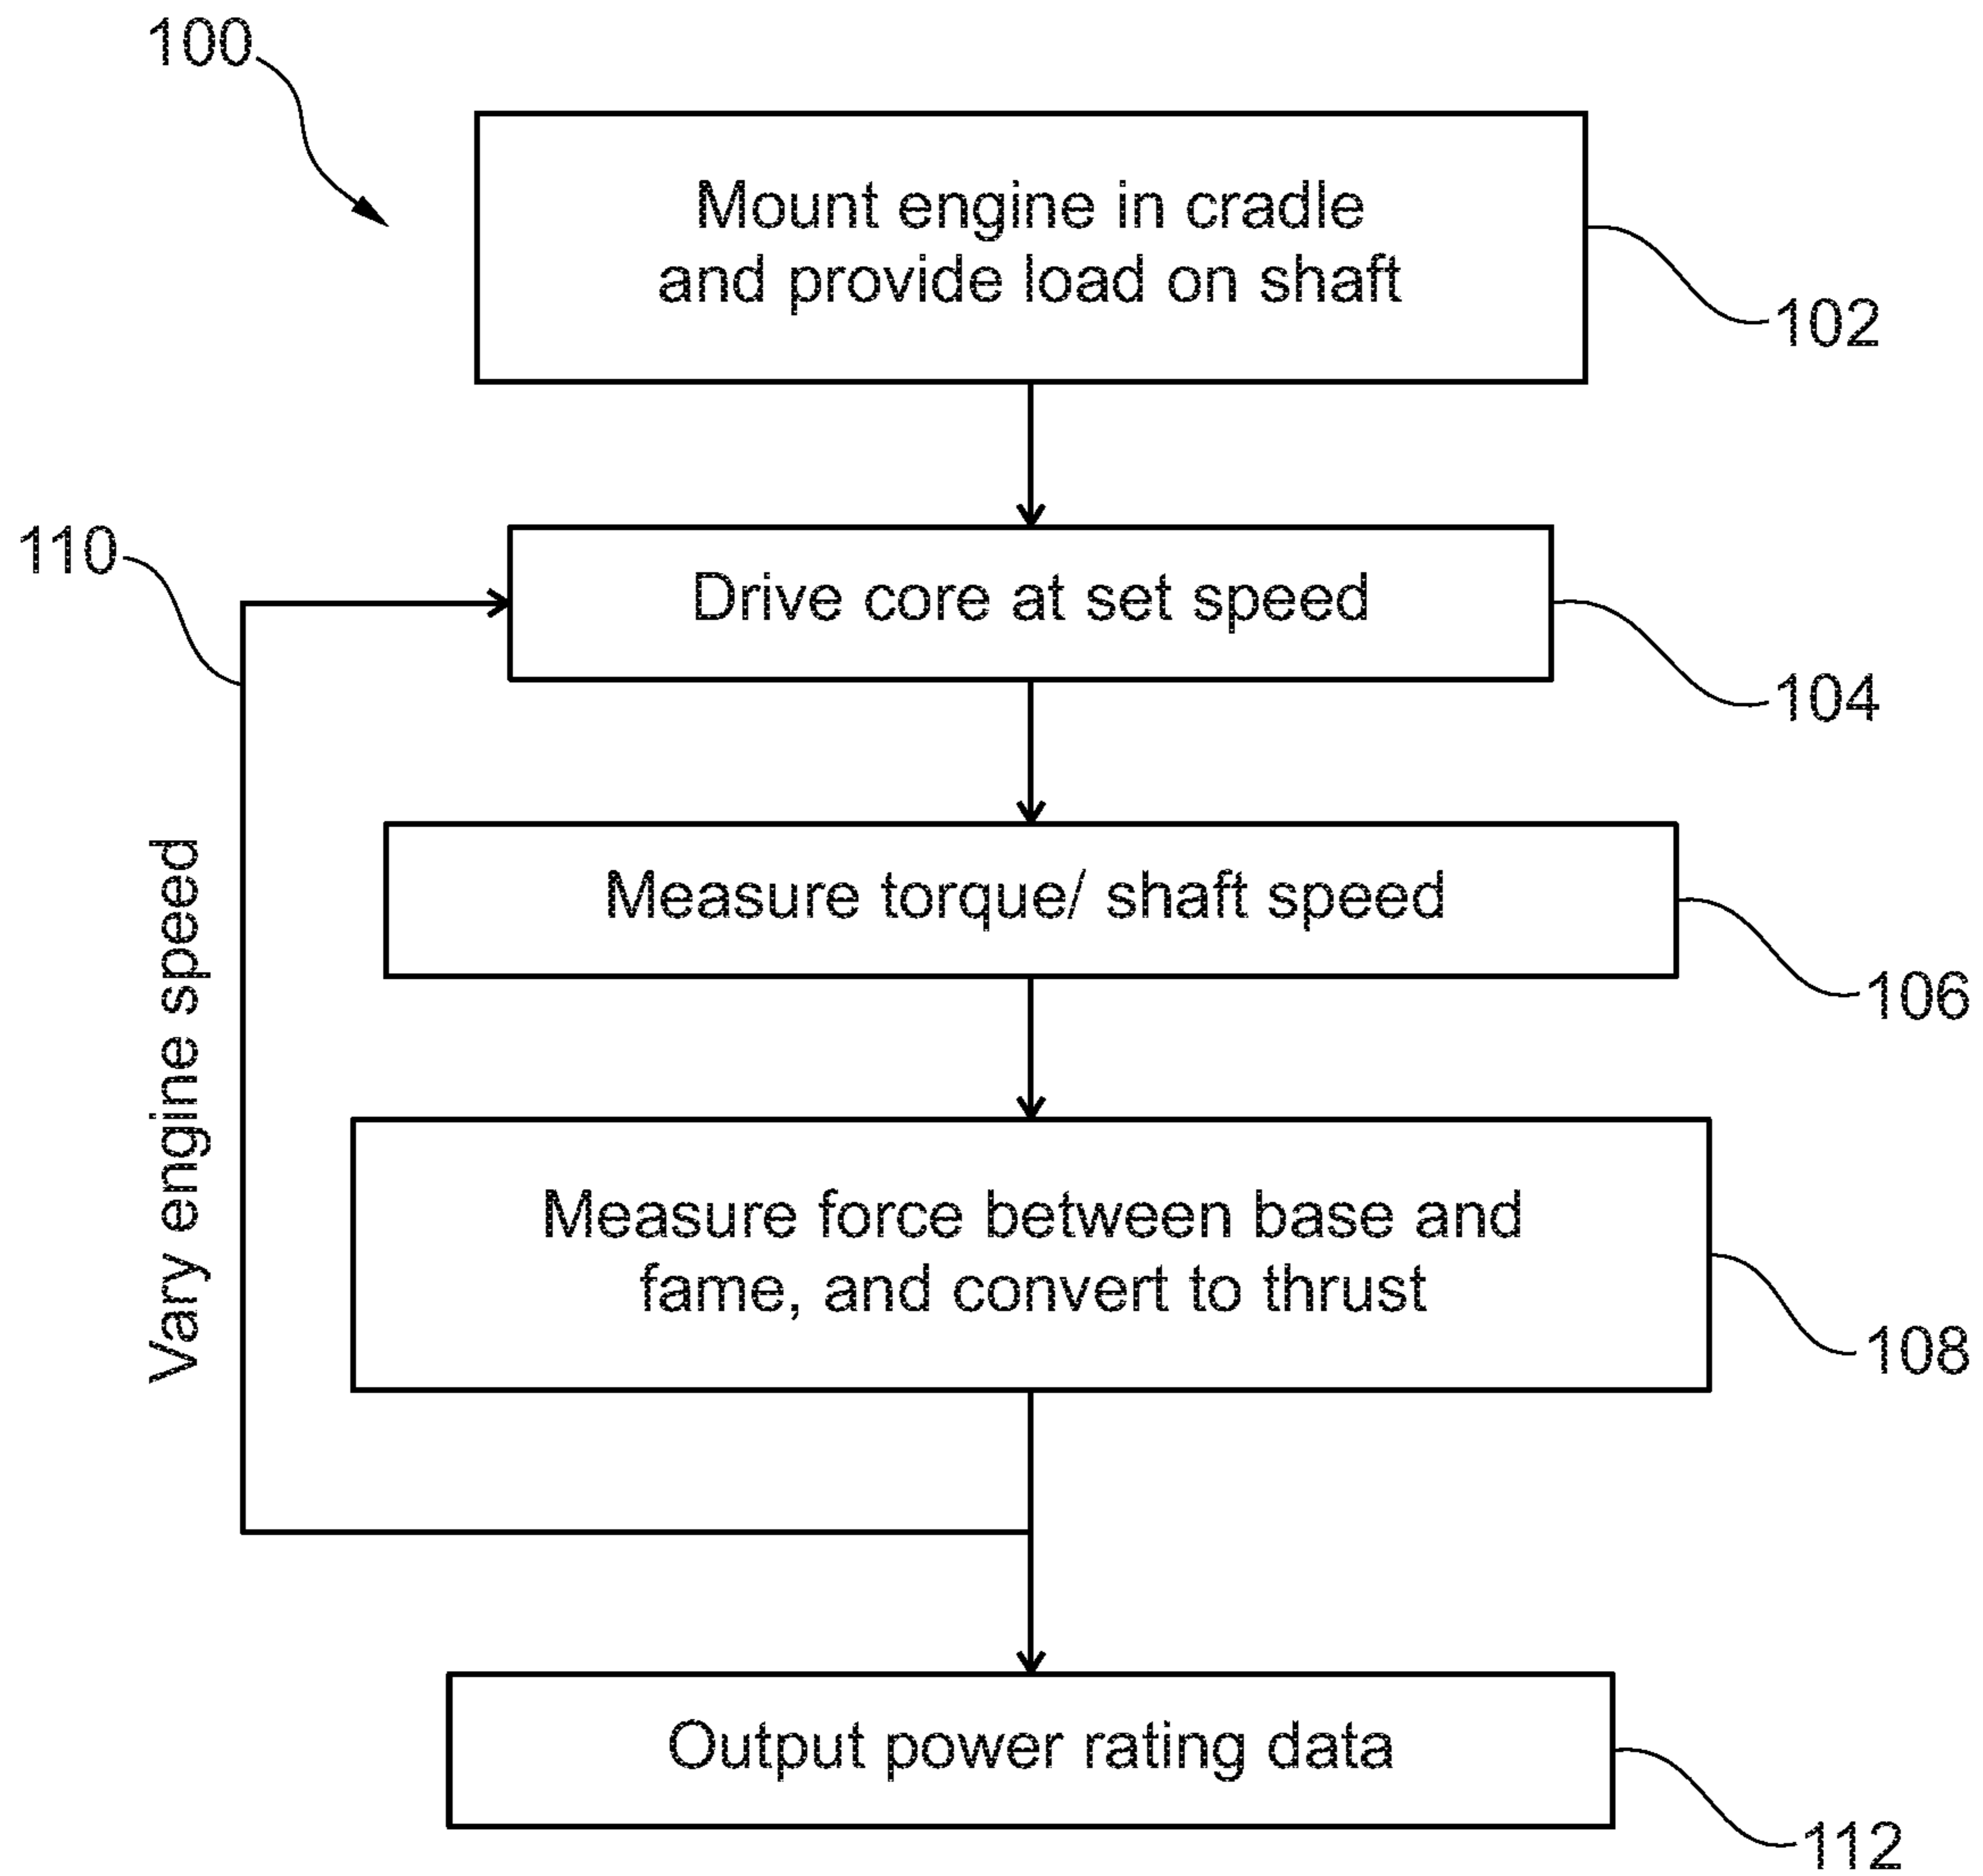 100
Mount engine in cradle
and provide load on shaft
102
110
Drive core at set speed
104
Vary engine speed
Measure torque/ shaft speed
106
Measure force between base and
fame, and convert to thrust
108
Output power rating data
112